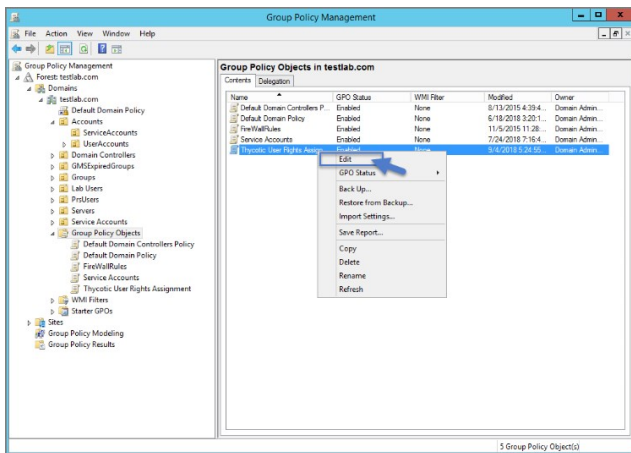 Group Policy Management
File Action View Window Help
Group Policy Management
Forest: testlab.com
Domains
testlab.com
Default Domain Policy
Accounts
ServiceAccounts
UserAccounts
Domain Controllers
GMSExpiredGroups
Groups
Lab Users
PrsUsers
Servers
Service Accounts
Group Policy Objects
Default Domain Controllers Policy
Default Domain Policy
FireWallRules
Service Accounts
Thycotic User Rights Assignment
WMI Filters
Starter GPOs
Sites
Group Policy Modeling
Group Policy Results
Group Policy Objects in testlab.com
Contents Delegation
Name GPO Status WMI Filter Modified Owner
Default Domain Controllers P... Enabled None 8/13/2015 4:39:4... Domain Admin...
Default Domain Policy Enabled None 6/18/2018 3:20:1... Domain Admin...
FireWallRules Enabled None 11/5/2015 11:28:... Domain Admin...
Service Accounts Enabled None 7/24/2018 7:16:4... Domain Admin...
Thycotic User Rights Assign... Enabled None 9/4/2018 5:24:55... Domain Admin...
Edit
GPO Status
Back Up...
Restore from Backup...
Import Settings...
Save Report...
Copy
Delete
Rename
Refresh
5 Group Policy Object(s)